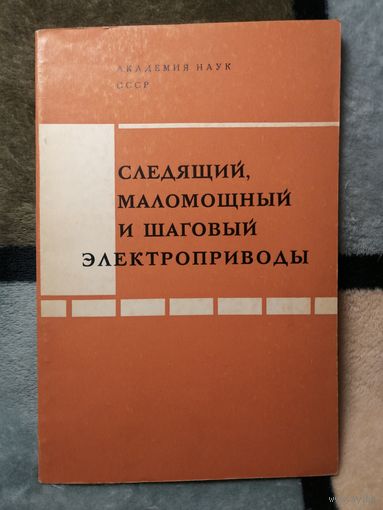 АКАДЕМИЯ НАУК
СССР
СЛЕДЯЩИЙ,
МАЛОМОЩНЫЙ
И ШАГОВЫЙ
ЭЛЕКТРОПРИВОДЫ